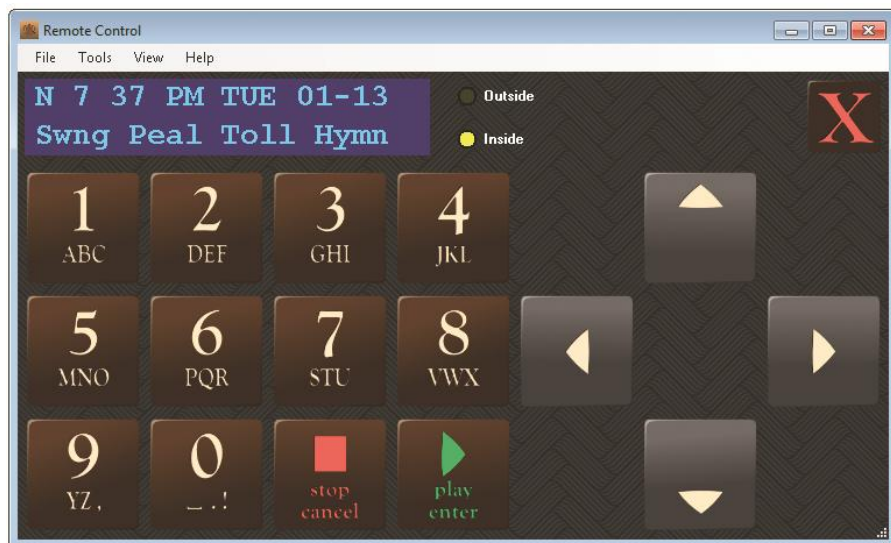 Remote Control
File Tools View Help
N 7 37 PM TUE 01-13
Swng Peal Toll Hymn
Outside
Inside
X
1 2 3 4
ABC DEF GHI JKL
5 6 7 8
MNO PQR STU VWX
9 0
YZ, _.!
stop play
cancel enter